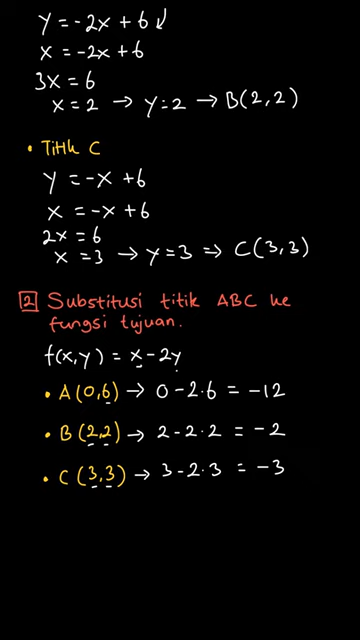 y = -2x + 6
x = -2x + 6
3x = 6
x = 2 → y = 2 → B(2,2)
• Titik C
y = -x + 6
x = -x + 6
2x = 6
x = 3 → y = 3 → C(3,3)
2 Substitusi titik ABC ke
fungsi tujuan.
f(x,y) = x - 2y
• A(0,6) → 0 - 2.6 = -12
• B(2,2) → 2 - 2.2 = -2
• C(3,3) → 3 - 2.3 = -3